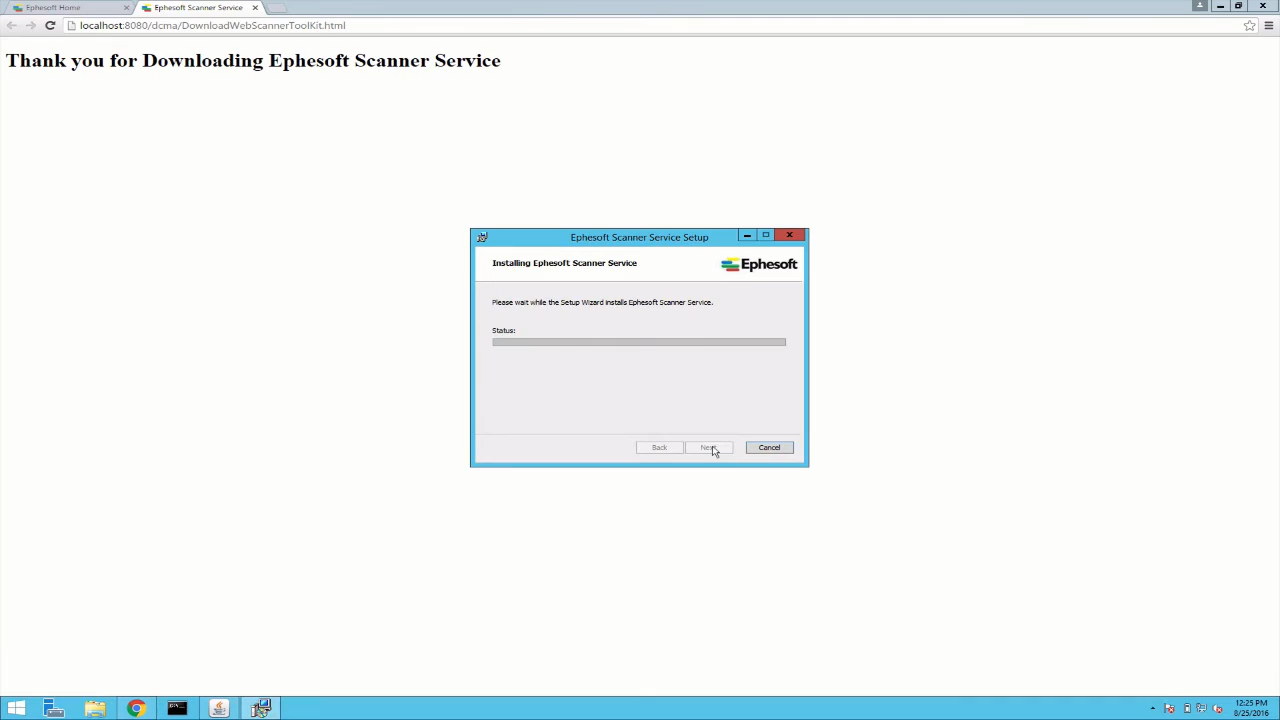 Ephesoft Home
Ephesoft Scanner Service
localhost:8080/dcma/DownloadWebScannerToolKit.html
Thank you for Downloading Ephesoft Scanner Service
Ephesoft Scanner Service Setup
Installing Ephesoft Scanner Service
Ephesoft
Please wait while the Setup Wizard installs Ephesoft Scanner Service.
Status:
Back
Next
Cancel
12:25 PM
8/25/2016